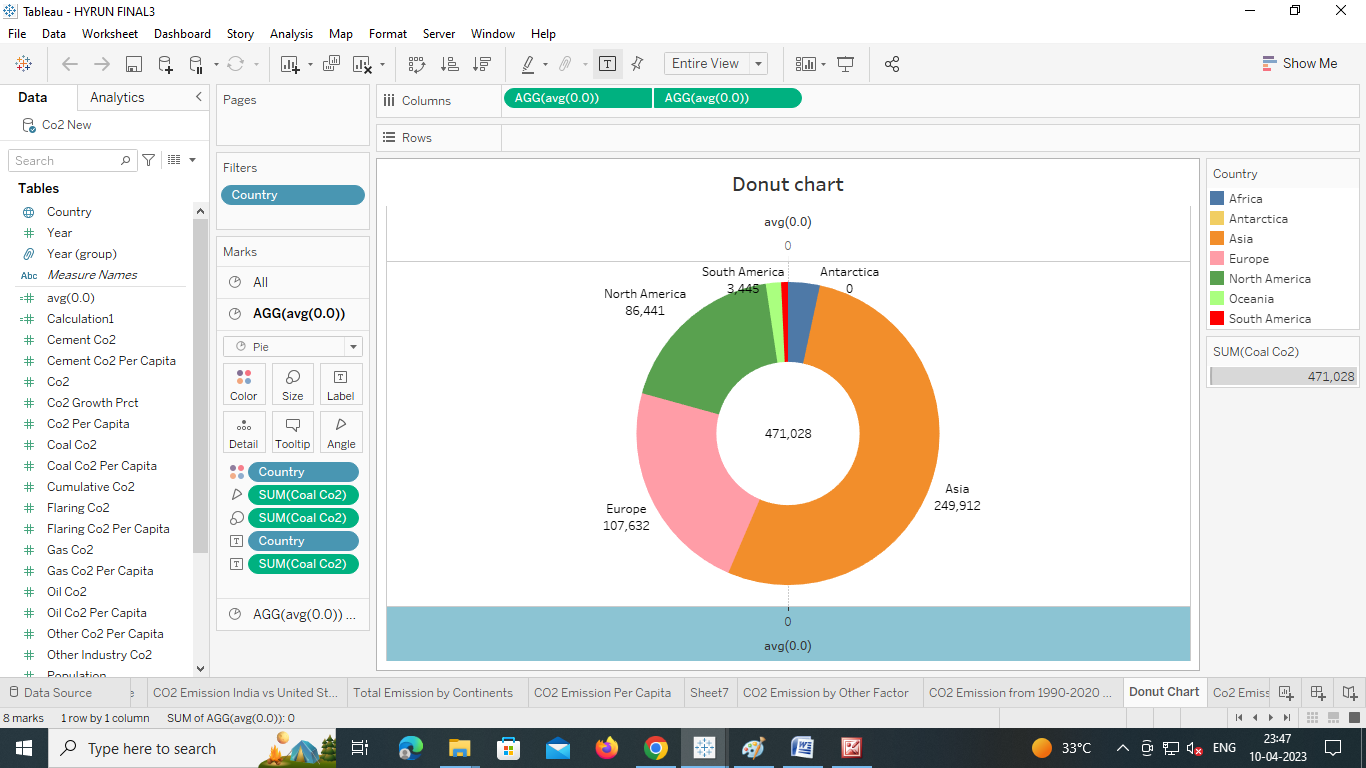 Tableau - HYRUN FINAL3
File Data Worksheet Dashboard Story Analysis Map Format Server Window Help
Entire View
Show Me
Data Analytics
Co2 New
Search
Tables
Country
Year
Year (group)
Abc Measure Names
avg(0.0)
Calculation1
Cement Co2
Cement Co2 Per Capita
Co2
Co2 Growth Prct
Co2 Per Capita
Coal Co2
Coal Co2 Per Capita
Cumulative Co2
Flaring Co2
Flaring Co2 Per Capita
Gas Co2
Gas Co2 Per Capita
Oil Co2
Oil Co2 Per Capita
Other Co2 Per Capita
Other Industry Co2
Population
Pages
Filters
Country
Marks
All
AGG(avg(0.0))
Pie
Color Size Label
Detail Tooltip Angle
Country
SUM(Coal Co2)
SUM(Coal Co2)
Country
SUM(Coal Co2)
AGG(avg(0.0)) ...
Columns AGG(avg(0.0)) AGG(avg(0.0))
Rows
Donut chart
avg(0.0)
0
South America
3,445
Antarctica
0
North America
86,441
471,028
Asia
249,912
Europe
107,632
0
avg(0.0)
Country
Africa
Antarctica
Asia
Europe
North America
Oceania
South America
SUM(Coal Co2)
471,028
Data Source CO2 Emission India vs United St... Total Emission by Continents CO2 Emission Per Capita Sheet7 CO2 Emission by Other Factor CO2 Emission from 1990-2020 ... Donut Chart Co2 Emiss
8 marks 1 row by 1 column SUM of AGG(avg(0.0)): 0
Type here to search
33°C
ENG
23:47
10-04-2023